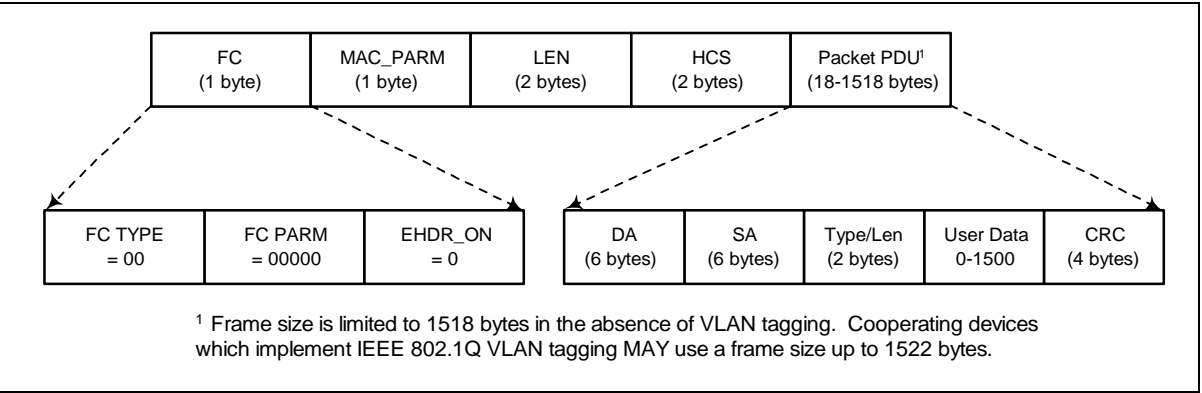 FC
(1 byte)
MAC_PARM
(1 byte)
LEN
(2 bytes)
HCS
(2 bytes)
Packet PDU¹
(18-1518 bytes)
FC TYPE
= 00
FC PARM
= 00000
EHDR_ON
= 0
DA
(6 bytes)
SA
(6 bytes)
Type/Len
(2 bytes)
User Data
0-1500
CRC
(4 bytes)
¹ Frame size is limited to 1518 bytes in the absence of VLAN tagging. Cooperating devices
which implement IEEE 802.1Q VLAN tagging MAY use a frame size up to 1522 bytes.